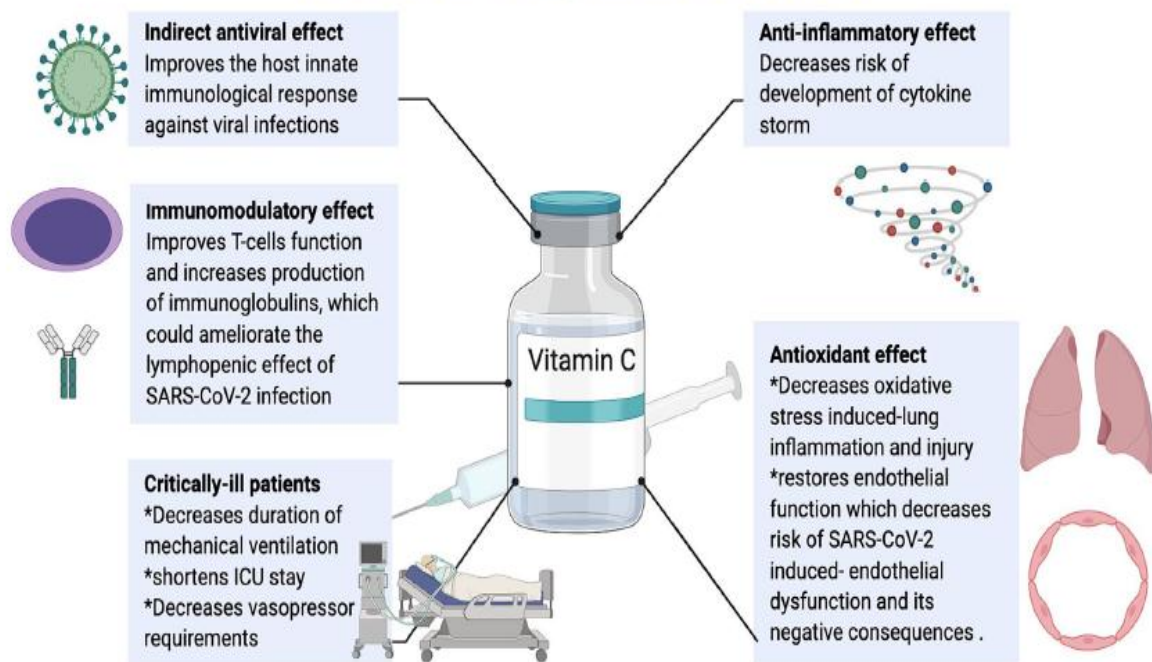 Indirect antiviral effect
Improves the host innate
immunological response
against viral infections
Anti-inflammatory effect
Decreases risk of
development of cytokine
storm
Immunomodulatory effect
Improves T-cells function
and increases production
of immunoglobulins, which
could ameliorate the
lymphopenic effect of
SARS-CoV-2 infection
Vitamin C
Antioxidant effect
*Decreases oxidative
stress induced-lung
inflammation and injury
*restores endothelial
function which decreases
risk of SARS-CoV-2
induced- endothelial
dysfunction and its
negative consequences .
Critically-ill patients
*Decreases duration of
mechanical ventilation
*shortens ICU stay
*Decreases vasopressor
requirements